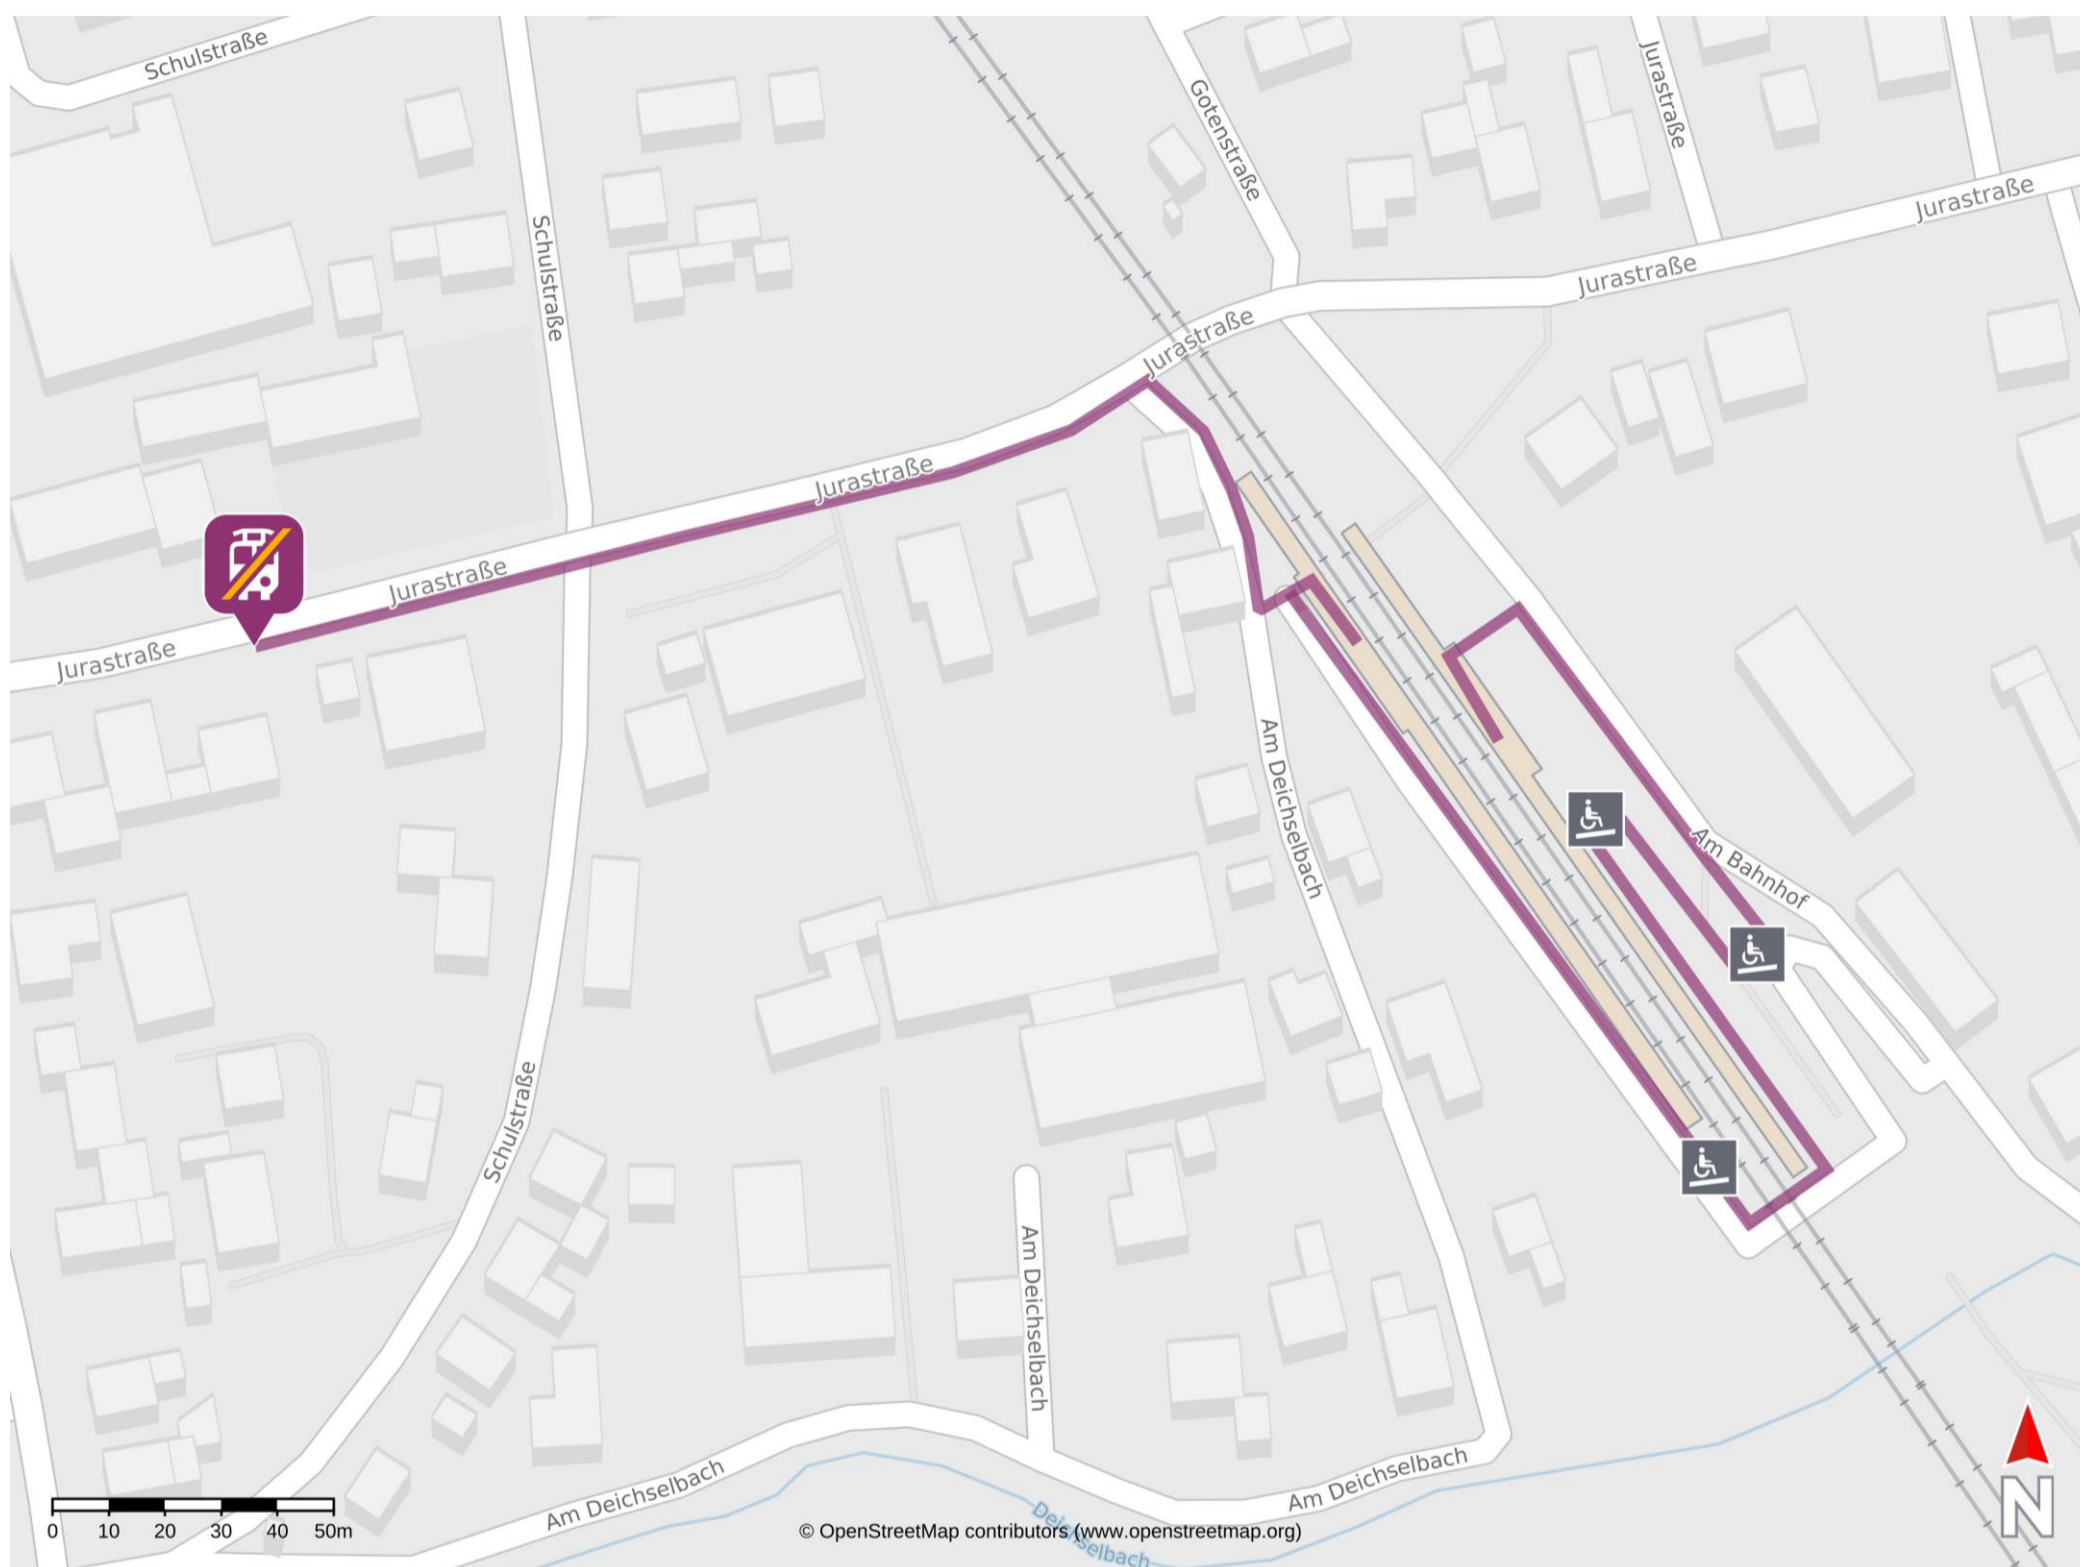 Schulstraße
Gotenstraße
Jurastraße
Jurastraße
Schulstraße
Jurastraße
Jurastraße
Jurastraße
Jurastraße
Jurastraße
Am Deichselbach
Am Bahnhof
Schulstraße
Am Deichselbach
Am Deichselbach
Am Deichselbach
Deichselbach
0 10 20 30 40 50m
© OpenStreetMap contributors (www.openstreetmap.org)
N